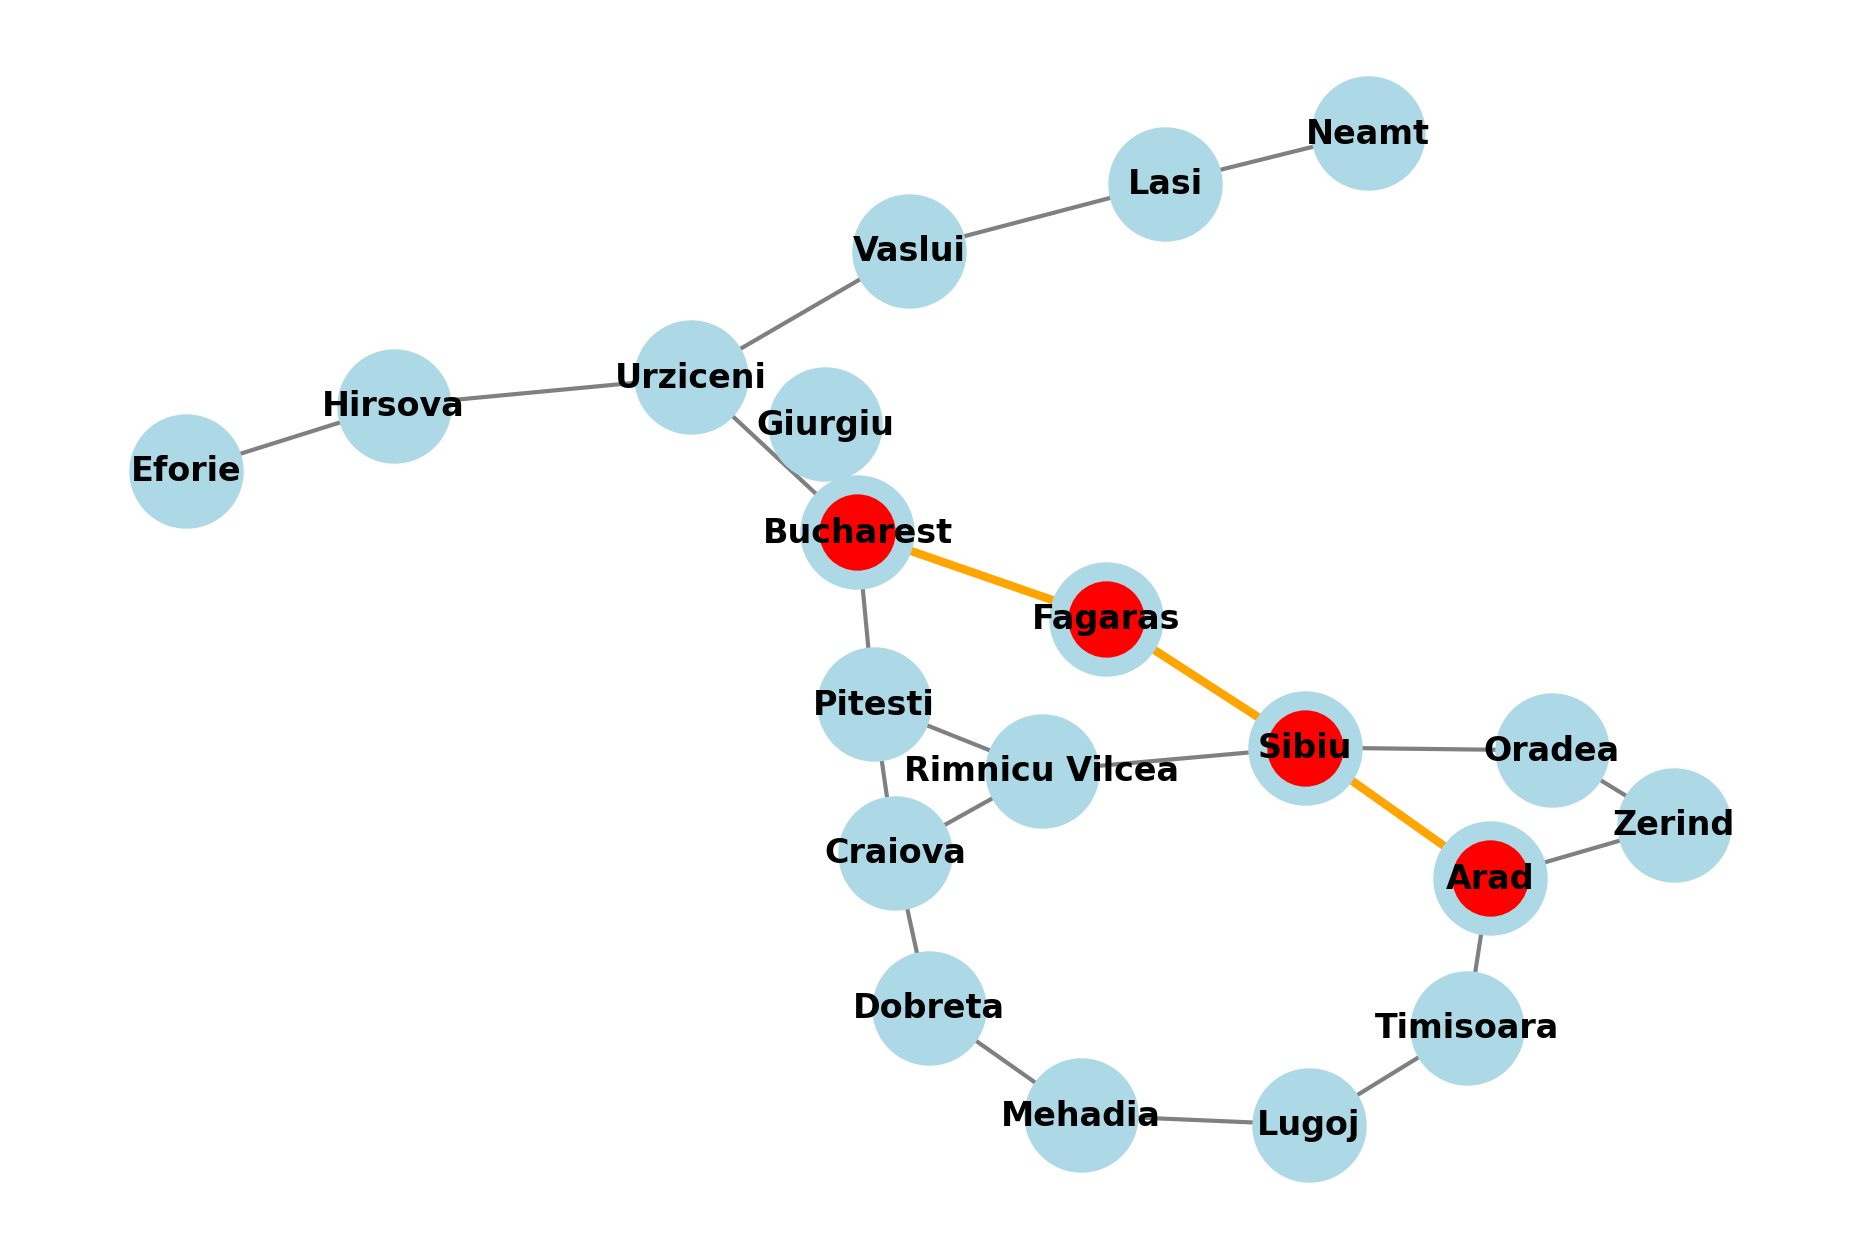 Neamt
Lasi
Vaslui
Urziceni
Hirsova
Giurgiu
Eforie
Bucharest
Fagaras
Pitesti
Sibiu
Oradea
Rimnicu Vilcea
Zerind
Craiova
Arad
Dobreta
Timisoara
Mehadia
Lugoj